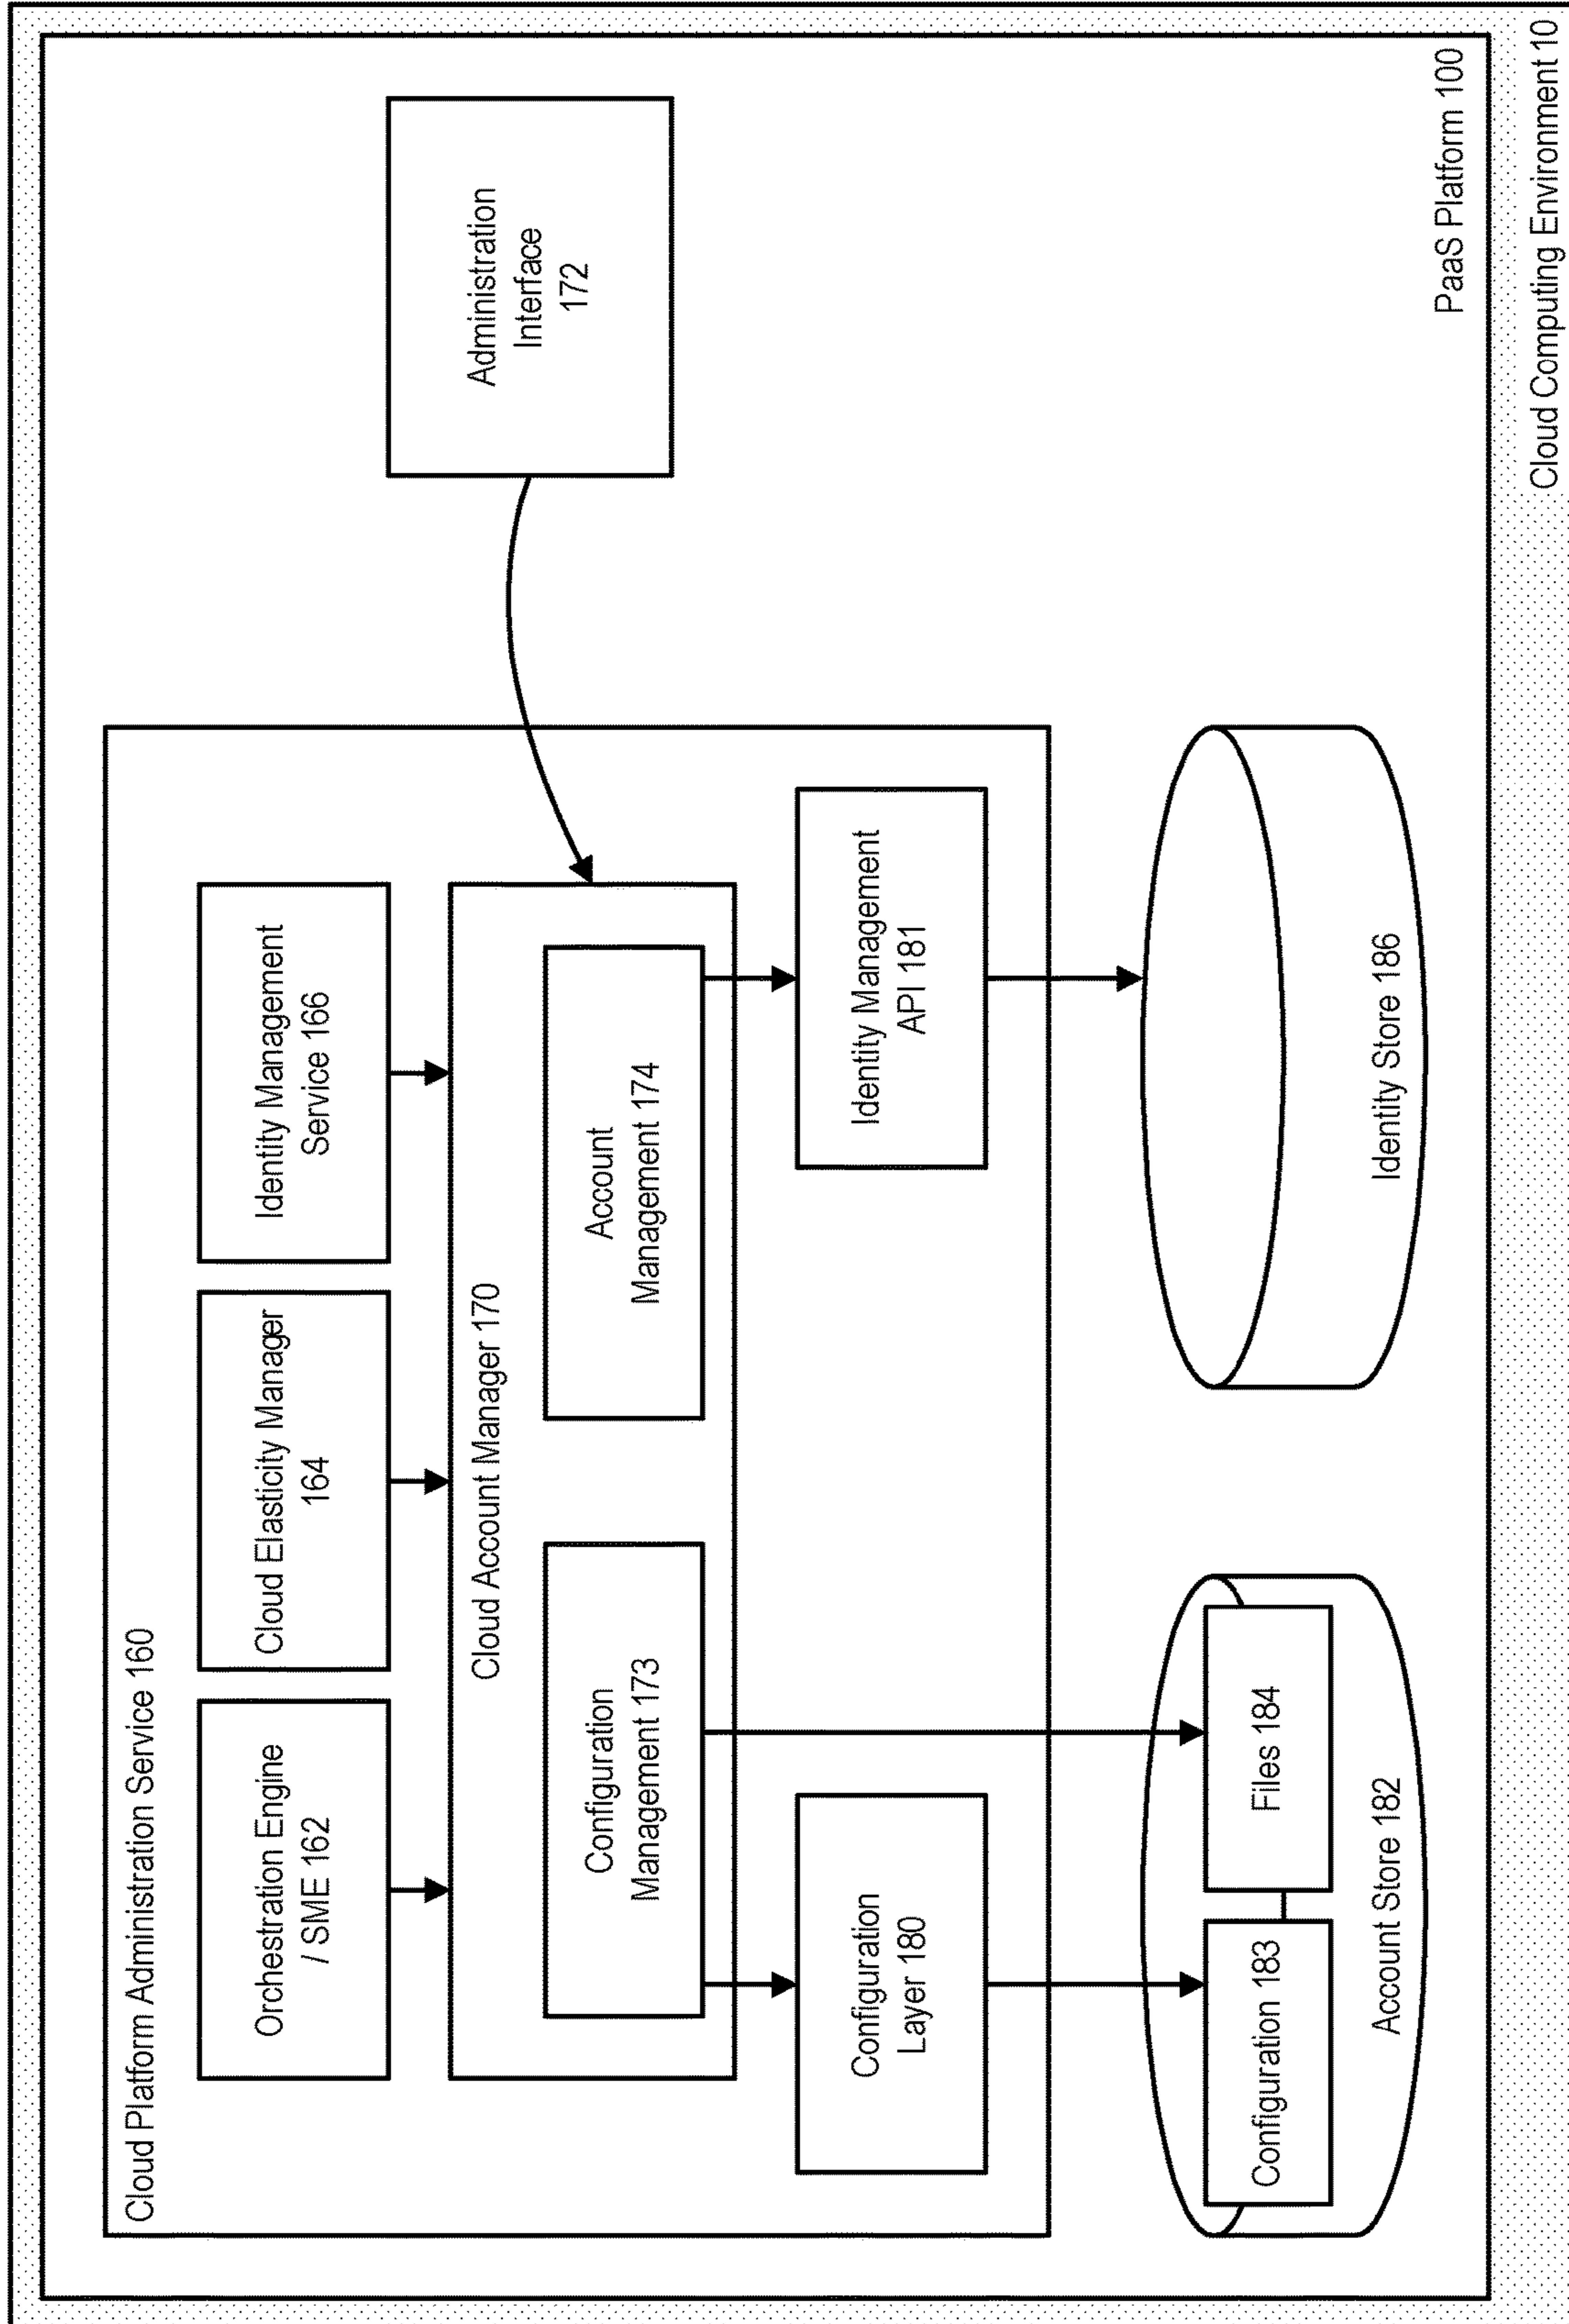 Cloud Platform Administration Service 160
Orchestration Engine
/ SME 162
Cloud Elasticity Manager
164
Identity Management
Service 166
Cloud Account Manager 170
Configuration
Management 173
Account
Management 174
Administration
Interface
172
Configuration
Layer 180
Identity Management
API 181
Configuration 183
Files 184
Account Store 182
Identity Store 186
PaaS Platform 100
Cloud Computing Environment 10